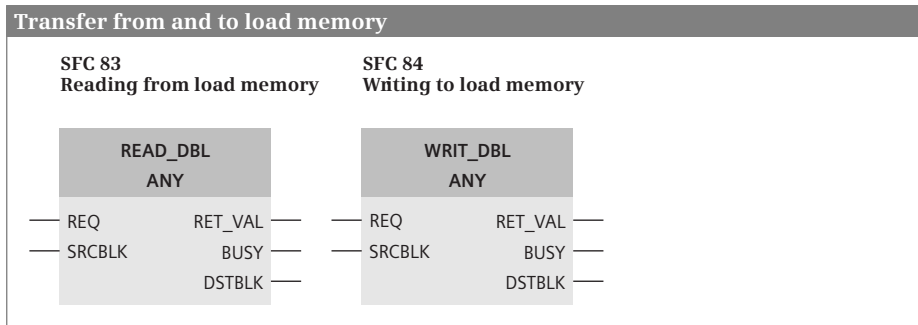 Transfer from and to load memory
SFC 83
Reading from load memory
SFC 84
Writing to load memory
READ_DBL
ANY
REQ RET_VAL
SRCBLK BUSY
DSTBLK
WRIT_DBL
ANY
REQ RET_VAL
SRCBLK BUSY
DSTBLK